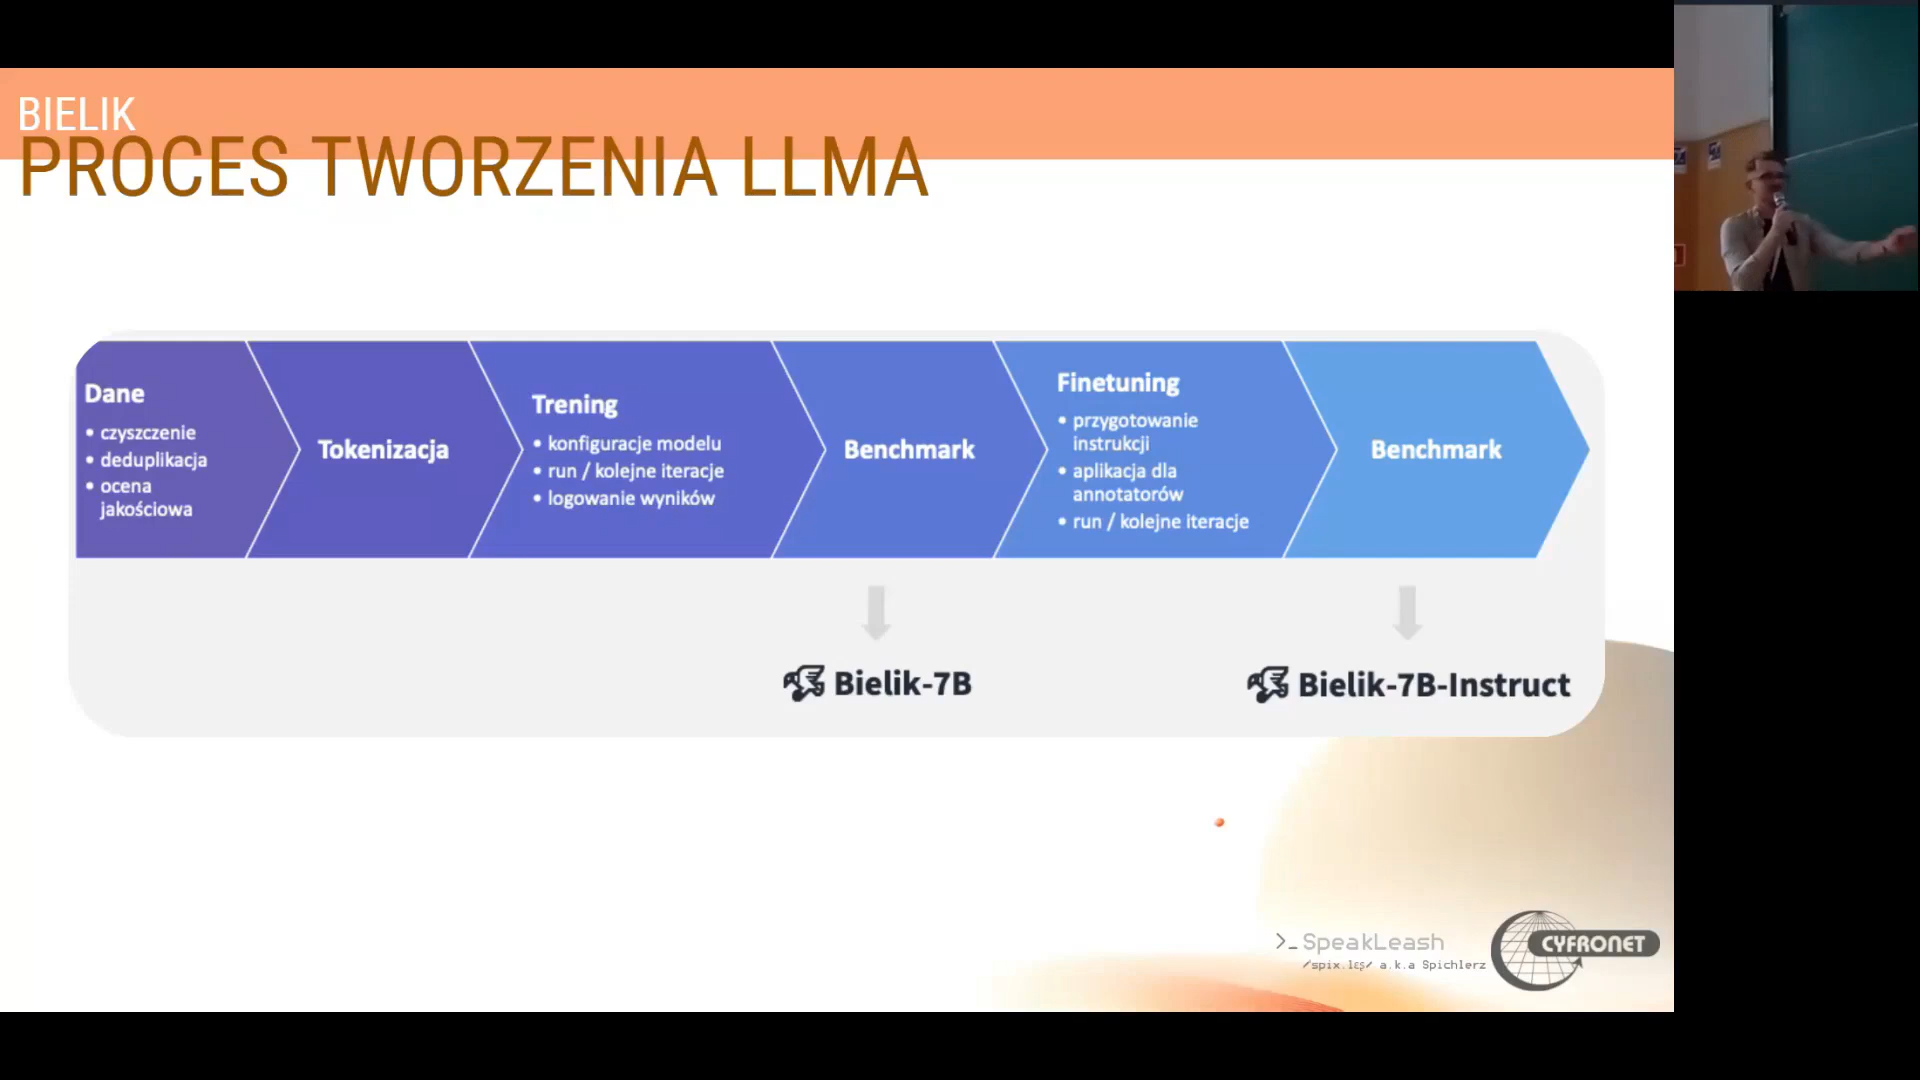 BIELIK
PROCES TWORZENIA LLMA
Dane
• czyszczenie
• deduplikacja
• ocena
jakościowa
Tokenizacja
Trening
• konfiguracje modelu
• run / kolejne iteracje
• logowanie wyników
Benchmark
Finetuning
• przygotowanie
instrukcji
• aplikacja dla
annotatorów
• run / kolejne iteracje
Benchmark
Bielik-7B
Bielik-7B-Instruct
>_ SpeakLeash
/spix.lɛʂ/ a.k.a Spichlerz
CYFRONET